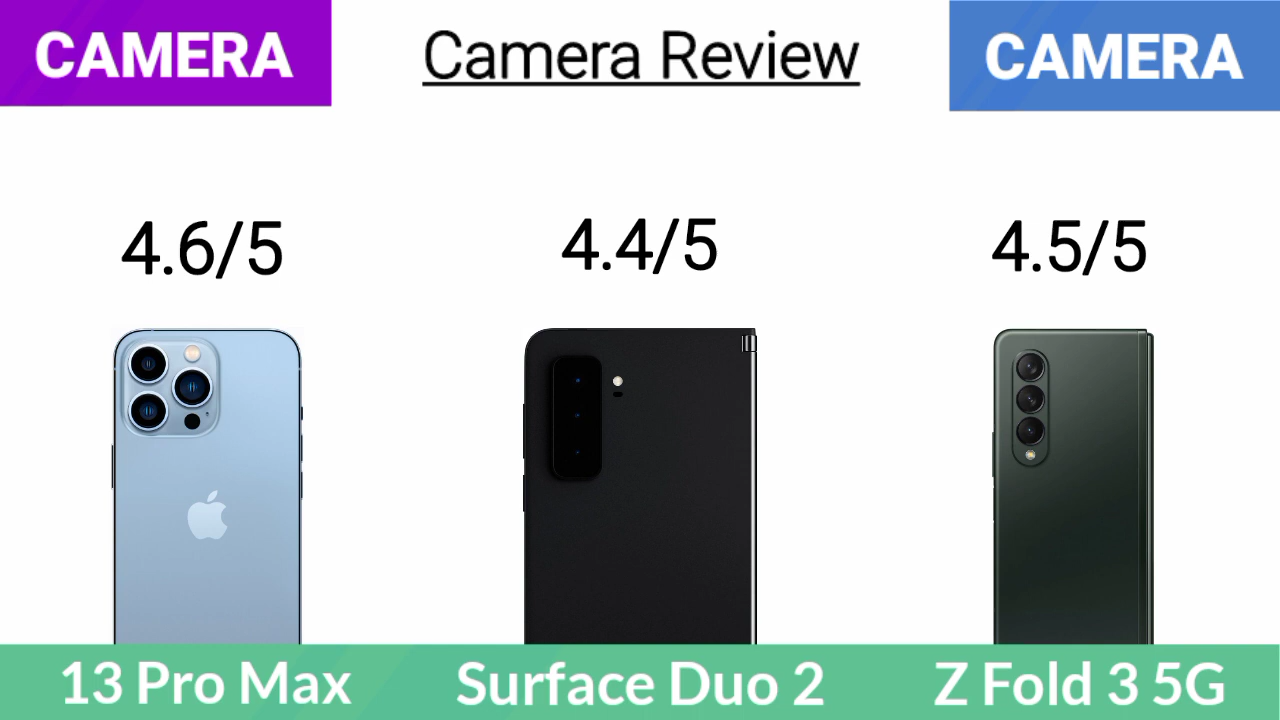 CAMERA
Camera Review
CAMERA
4.6/5
4.4/5
4.5/5
13 Pro Max
Surface Duo 2
Z Fold 3 5G